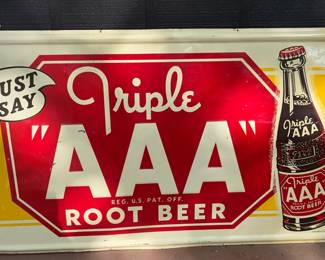 UST
SAY
Triple
"AAA"
REG. U.S. PAT. OFF.
ROOT BEER
Triple
"AAA"
Triple
"AAA"
ROOT BEER